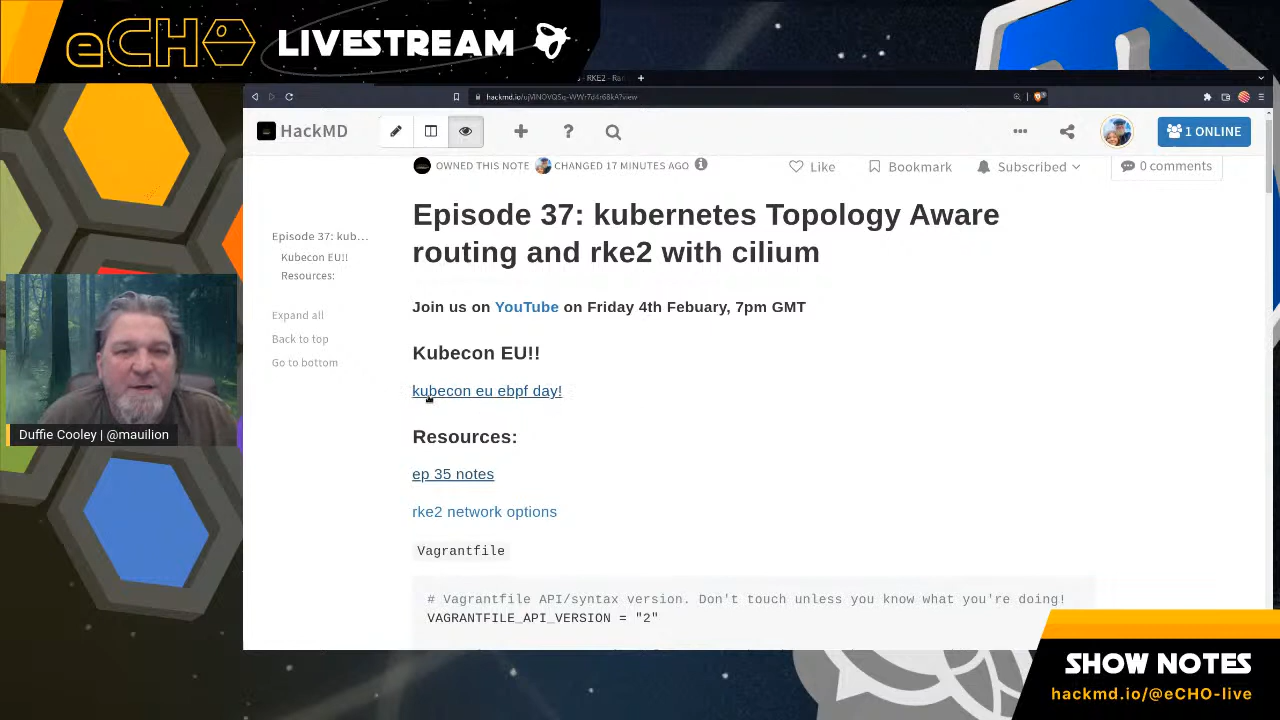 eCHO LIVESTREAM
- RKE2 - Ran
hackmd.io/
HackMD
1 ONLINE
OWNED THIS NOTE CHANGED 17 MINUTES AGO
Like
Bookmark
Subscribed
0 comments
Episode 37: kubernetes Topology Aware
routing and rke2 with cilium
Episode 37: kub…
Kubecon EU!!
Resources:
Expand all
Back to top
Go to bottom
Join us on YouTube on Friday 4th Febuary, 7pm GMT
Kubecon EU!!
kubecon eu ebpf day!
Resources:
ep 35 notes
rke2 network options
Vagrantfile
# Vagrantfile API/syntax version. Don't touch unless you know what you're doing!
VAGRANTFILE_API_VERSION = "2"
Duffie Cooley | @mauilion
SHOW NOTES
hackmd.io/@eCHO-live